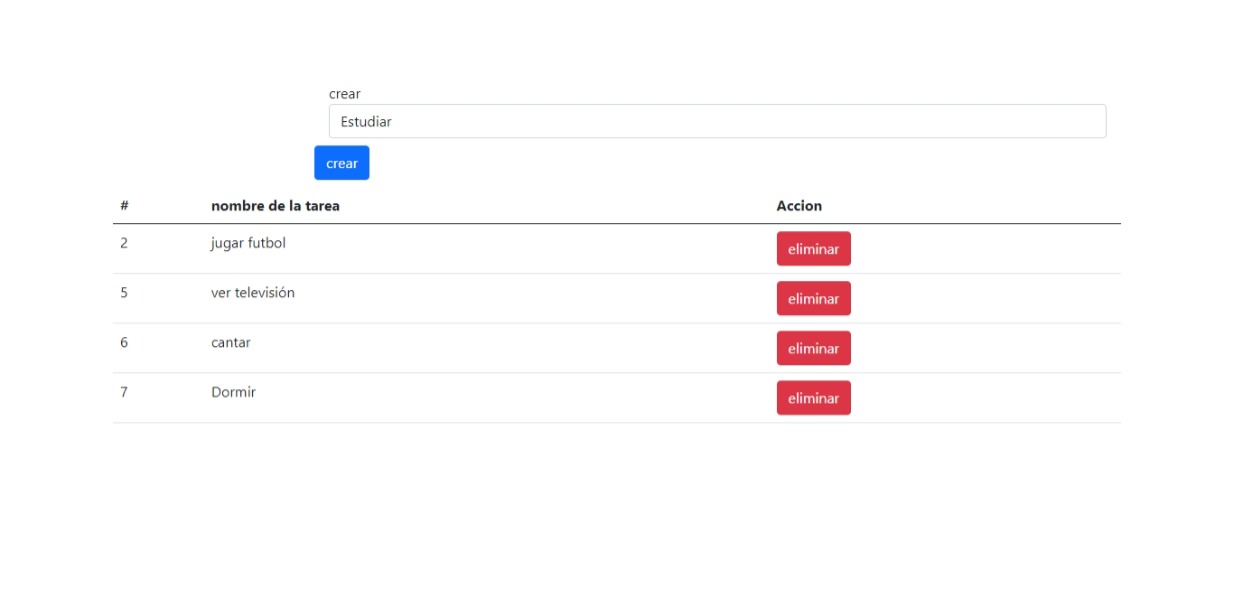 crear
Estudiar
crear
# nombre de la tarea Accion
2 jugar futbol eliminar
5 ver televisión eliminar
6 cantar eliminar
7 Dormir eliminar